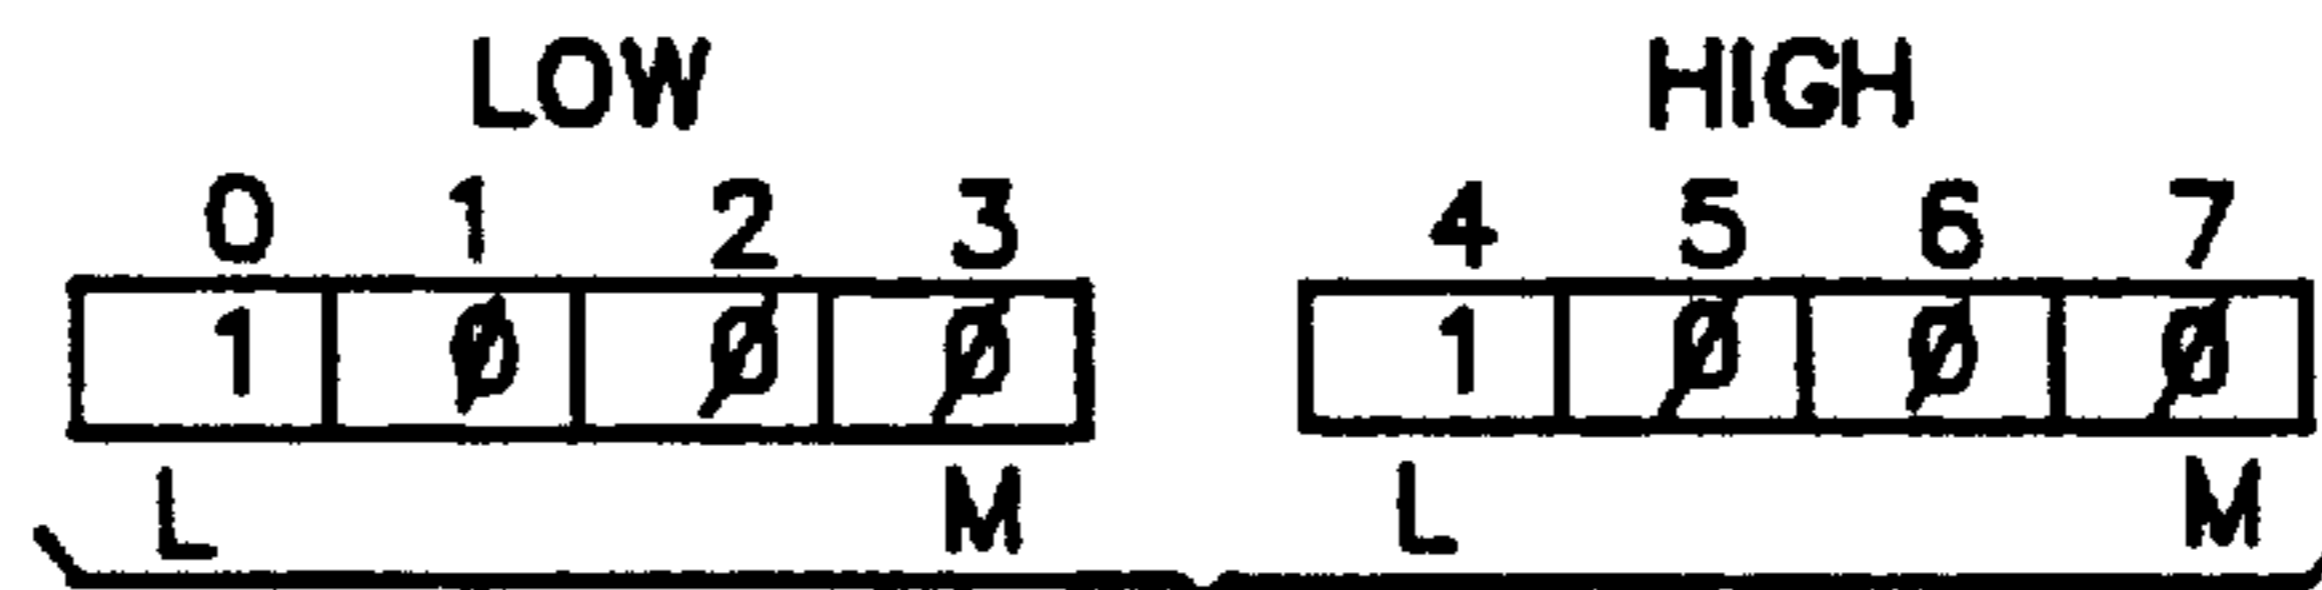 LOW HIGH
0 1 2 3 4 5 6 7
1 Ø Ø Ø 1 Ø Ø Ø
L M L M